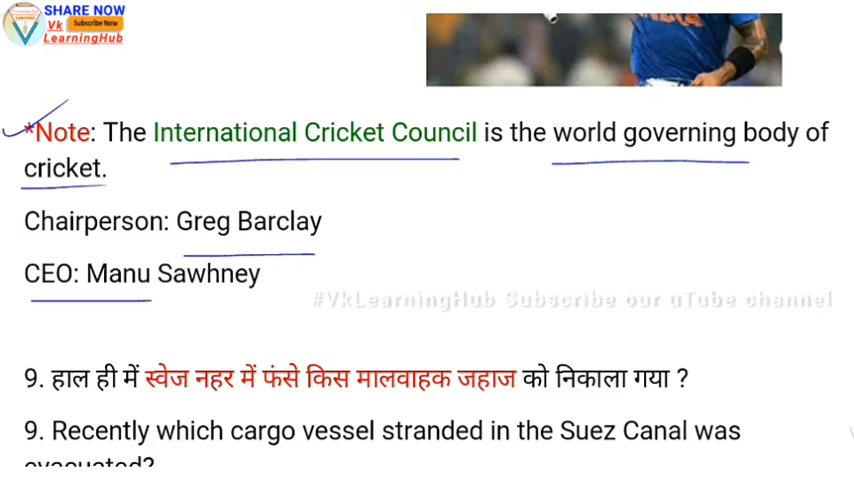 SHARE NOW
Vk Subscribe Now
LearningHub
*Note: The International Cricket Council is the world governing body of
cricket.
Chairperson: Greg Barclay
CEO: Manu Sawhney
#VkLearningHub Subscribe our uTube channel
9. हाल ही में स्वेज नहर में फंसे किस मालवाहक जहाज को निकाला गया ?
9. Recently which cargo vessel stranded in the Suez Canal was
evacuated?